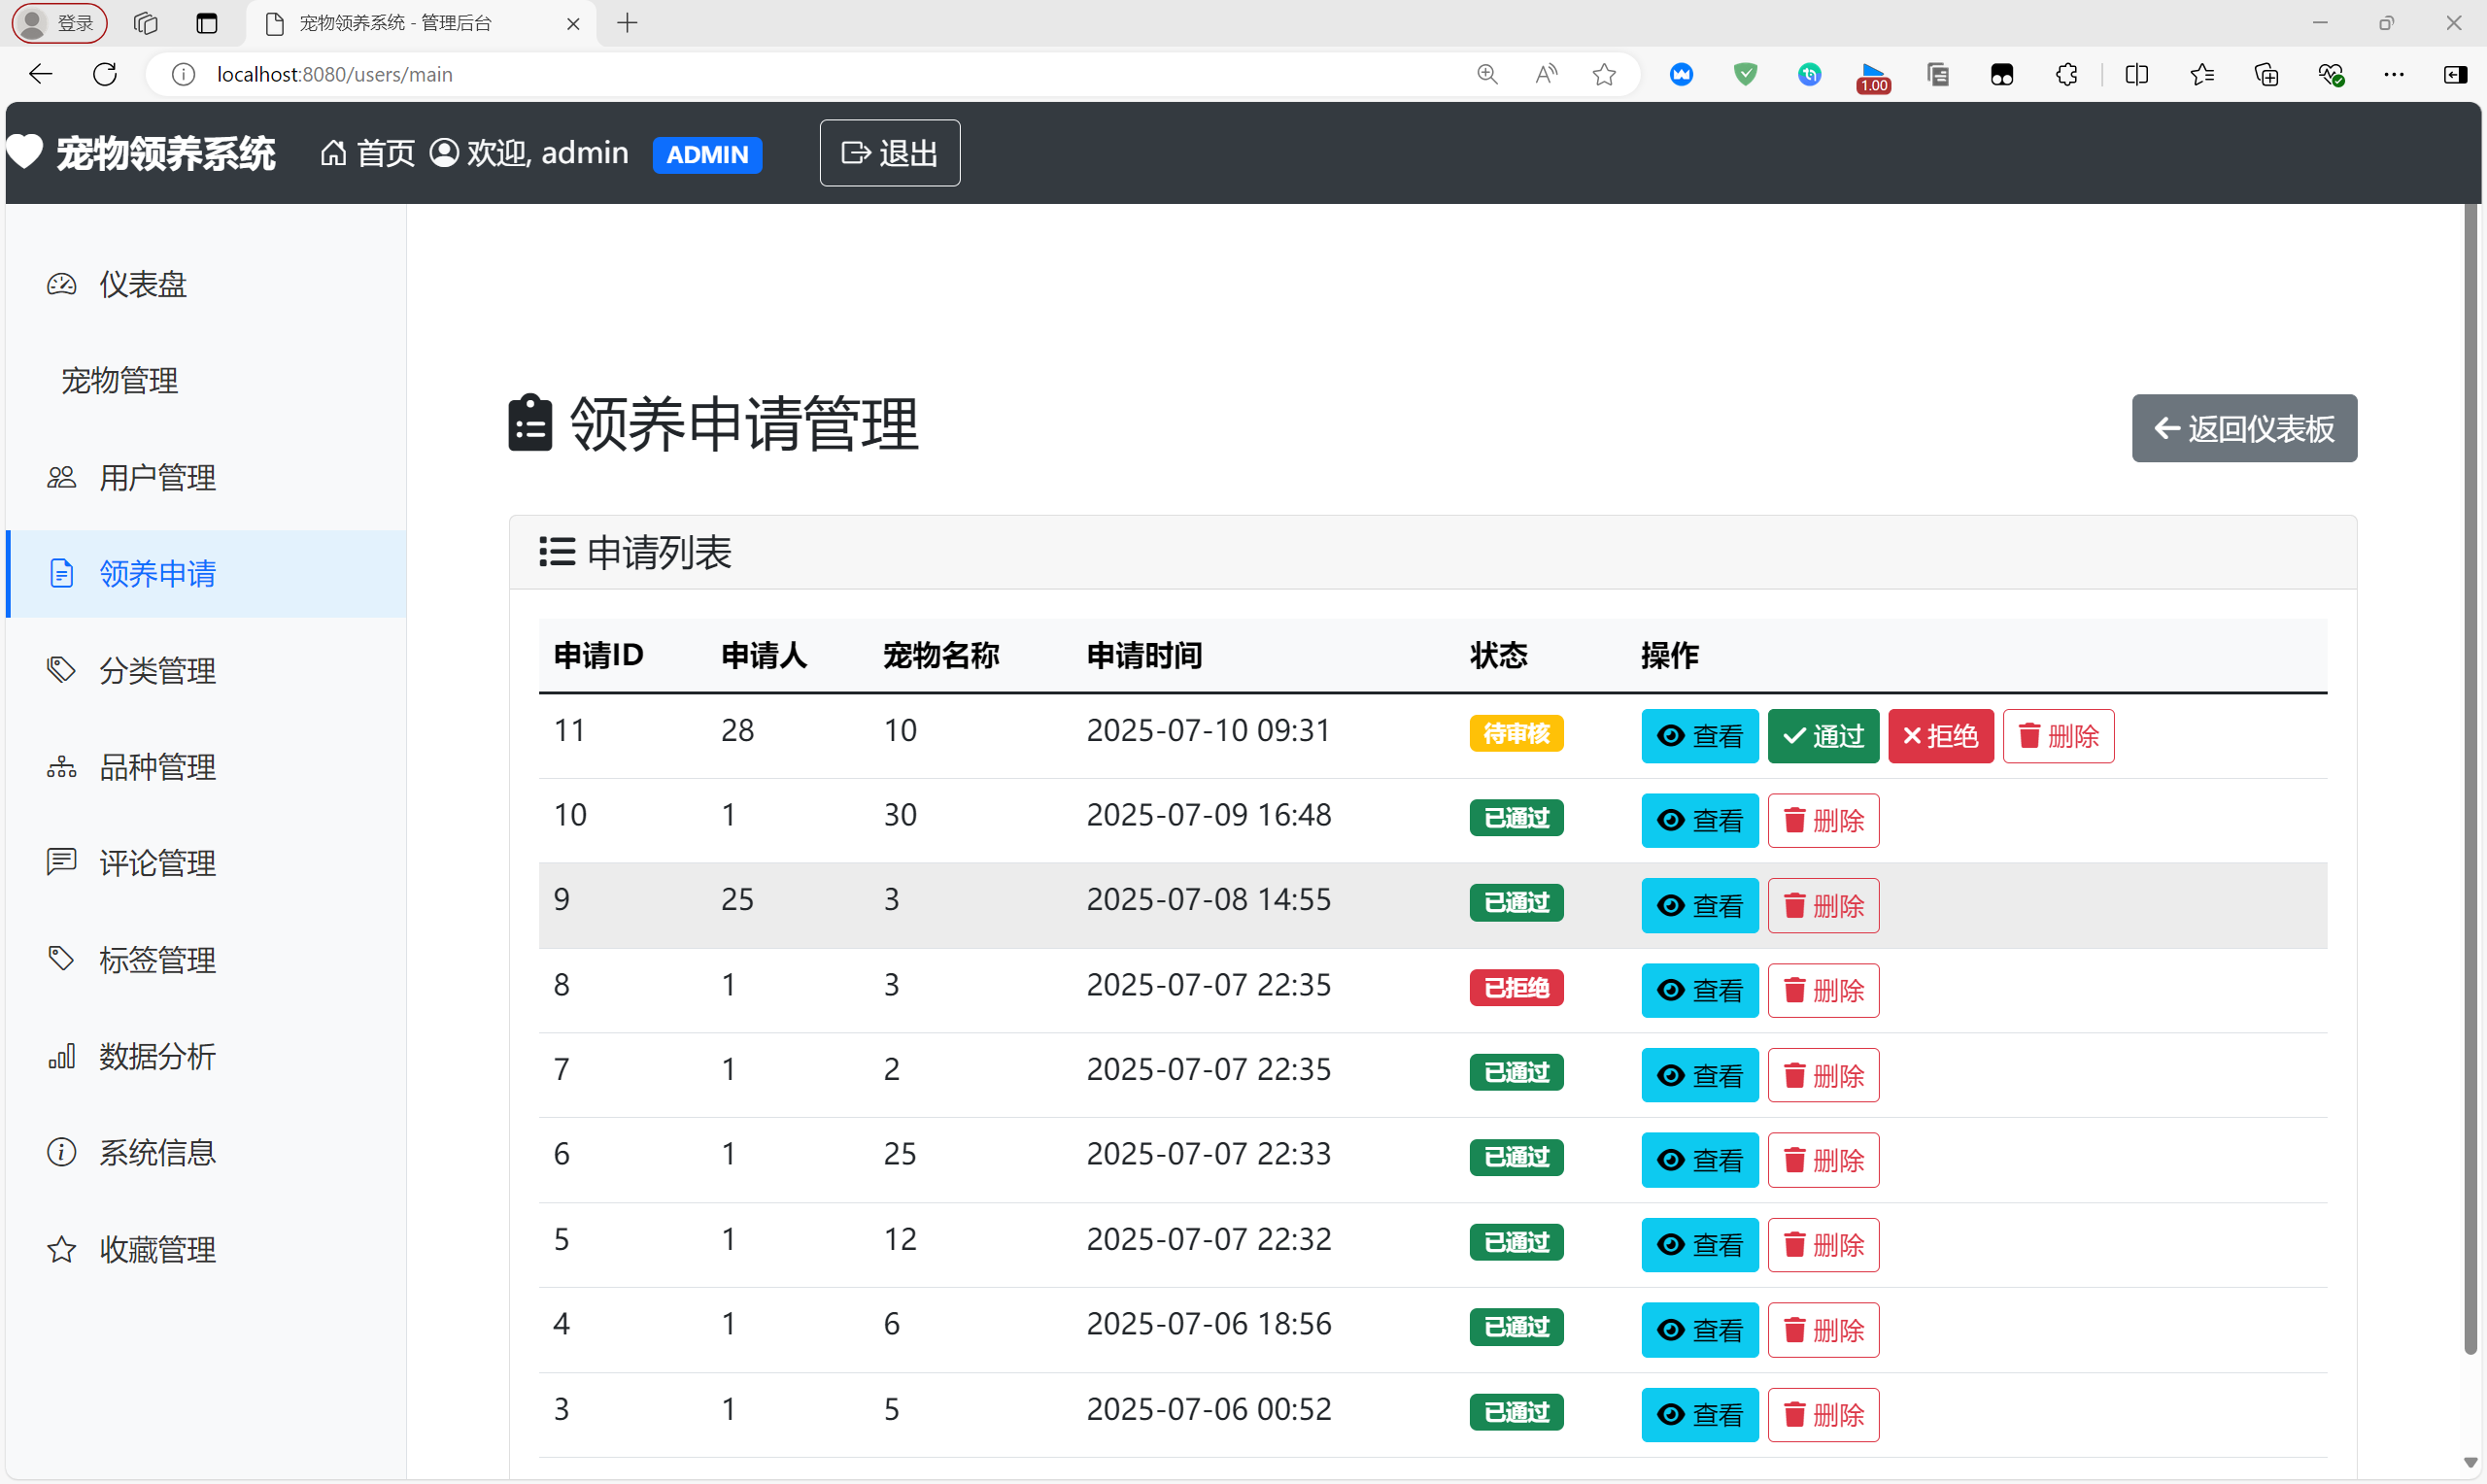 登录
宠物领养系统 - 管理后台
localhost:8080/users/main
1.00
宠物领养系统 首页 欢迎, admin ADMIN 退出
仪表盘
宠物管理
用户管理
领养申请
分类管理
品种管理
评论管理
标签管理
数据分析
系统信息
收藏管理
领养申请管理
返回仪表板
申请列表
申请ID 申请人 宠物名称 申请时间 状态 操作
11 28 10 2025-07-10 09:31 待审核 查看 通过 拒绝 删除
10 1 30 2025-07-09 16:48 已通过 查看 删除
9 25 3 2025-07-08 14:55 已通过 查看 删除
8 1 3 2025-07-07 22:35 已拒绝 查看 删除
7 1 2 2025-07-07 22:35 已通过 查看 删除
6 1 25 2025-07-07 22:33 已通过 查看 删除
5 1 12 2025-07-07 22:32 已通过 查看 删除
4 1 6 2025-07-06 18:56 已通过 查看 删除
3 1 5 2025-07-06 00:52 已通过 查看 删除